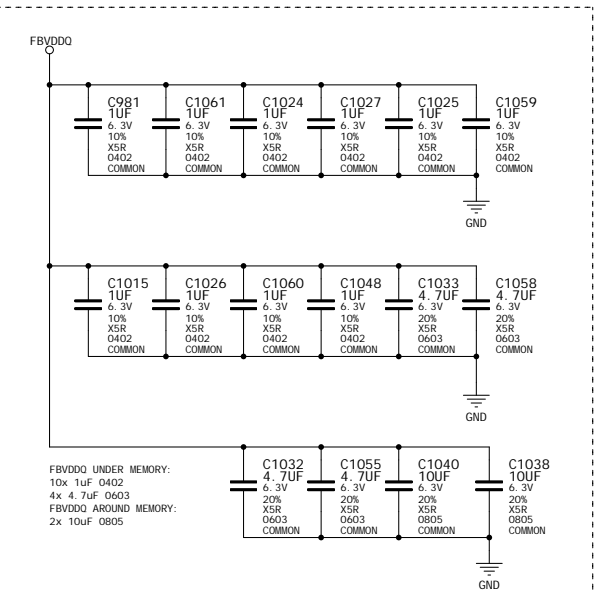 FBVDDQ
C981
1UF
6.3V
10%
X5R
0402
COMMON
C1061
1UF
6.3V
10%
X5R
0402
COMMON
C1024
1UF
6.3V
10%
X5R
0402
COMMON
C1027
1UF
6.3V
10%
X5R
0402
COMMON
C1025
1UF
6.3V
10%
X5R
0402
COMMON
C1059
1UF
6.3V
10%
X5R
0402
COMMON
GND
C1015
1UF
6.3V
10%
X5R
0402
COMMON
C1026
1UF
6.3V
10%
X5R
0402
COMMON
C1060
1UF
6.3V
10%
X5R
0402
COMMON
C1048
1UF
6.3V
10%
X5R
0402
COMMON
C1033
4.7UF
6.3V
20%
X5R
0603
COMMON
C1058
4.7UF
6.3V
20%
X5R
0603
COMMON
GND
FBVDDQ UNDER MEMORY:
10x 1uF 0402
4x 4.7uF 0603
FBVDDQ AROUND MEMORY:
2x 10uF 0805
C1032
4.7UF
6.3V
20%
X5R
0603
COMMON
C1055
4.7UF
6.3V
20%
X5R
0603
COMMON
C1040
10UF
6.3V
20%
X5R
0805
COMMON
C1038
10UF
6.3V
20%
X5R
0805
COMMON
GND